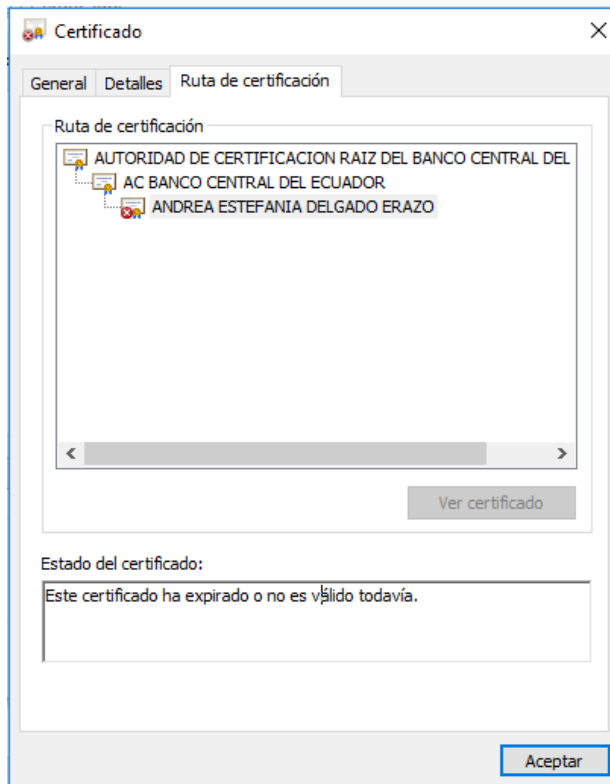 Certificado
General Detalles Ruta de certificación
Ruta de certificación
AUTORIDAD DE CERTIFICACION RAIZ DEL BANCO CENTRAL DEL
AC BANCO CENTRAL DEL ECUADOR
ANDREA ESTEFANIA DELGADO ERAZO
Ver certificado
Estado del certificado:
Este certificado ha expirado o no es válido todavía.
Aceptar